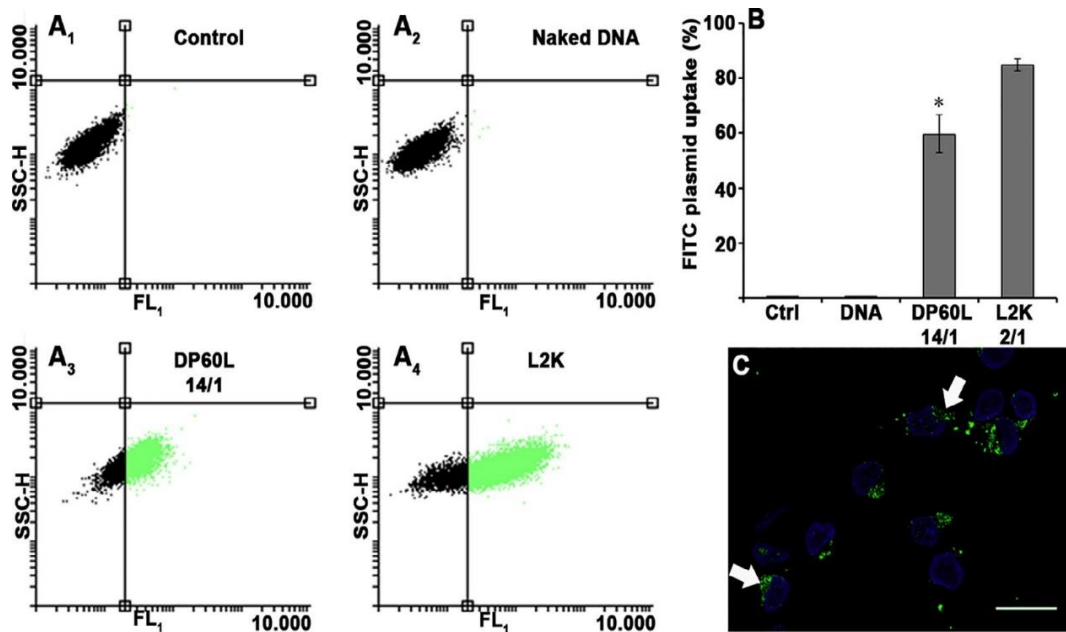 A1
Control
10.000
SSC-H
FL1
10.000
A2
Naked DNA
10.000
SSC-H
FL1
10.000
B
FITC plasmid uptake (%)
100
80
60
40
20
*
Ctrl
DNA
DP60L
14/1
L2K
2/1
A3
DP60L
14/1
10.000
SSC-H
FL1
10.000
A4
L2K
10.000
SSC-H
FL1
10.000
C